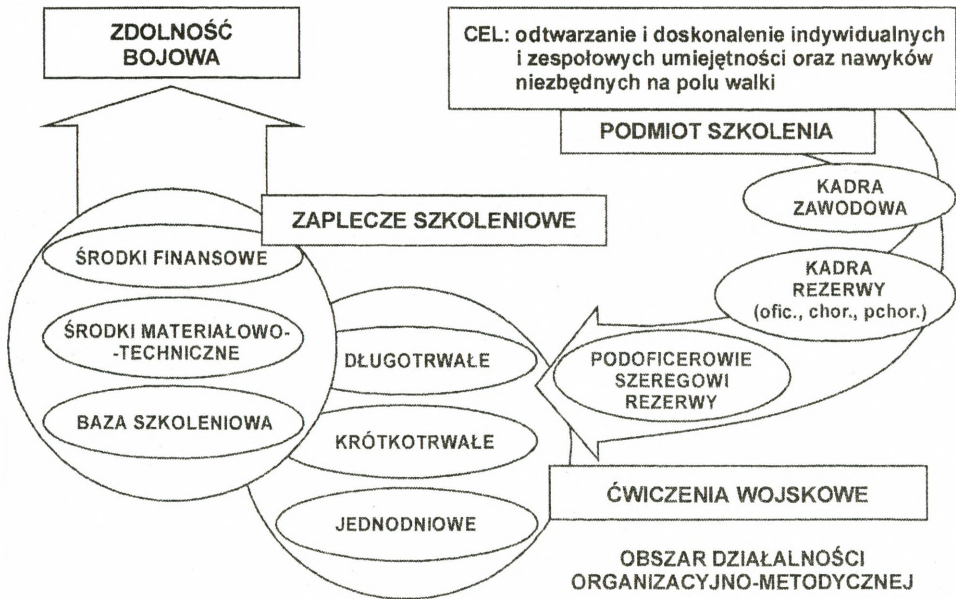 ZDOLNOŚĆ
BOJOWA
CEL: odtwarzanie i doskonalenie indywidualnych
i zespołowych umiejętności oraz nawyków
niezbędnych na polu walki
PODMIOT SZKOLENIA
KADRA
ZAWODOWA
ZAPLECZE SZKOLENIOWE
KADRA
REZERWY
(ofic., chor., pchor.)
ŚRODKI FINANSOWE
ŚRODKI MATERIAŁOWO-
-TECHNICZNE
BAZA SZKOLENIOWA
DŁUGOTRWAŁE
KRÓTKOTRWAŁE
JEDNODNIOWE
PODOFICEROWIE
SZEREGOWI
REZERWY
ĆWICZENIA WOJSKOWE
OBSZAR DZIAŁALNOŚCI
ORGANIZACYJNO-METODYCZNEJ